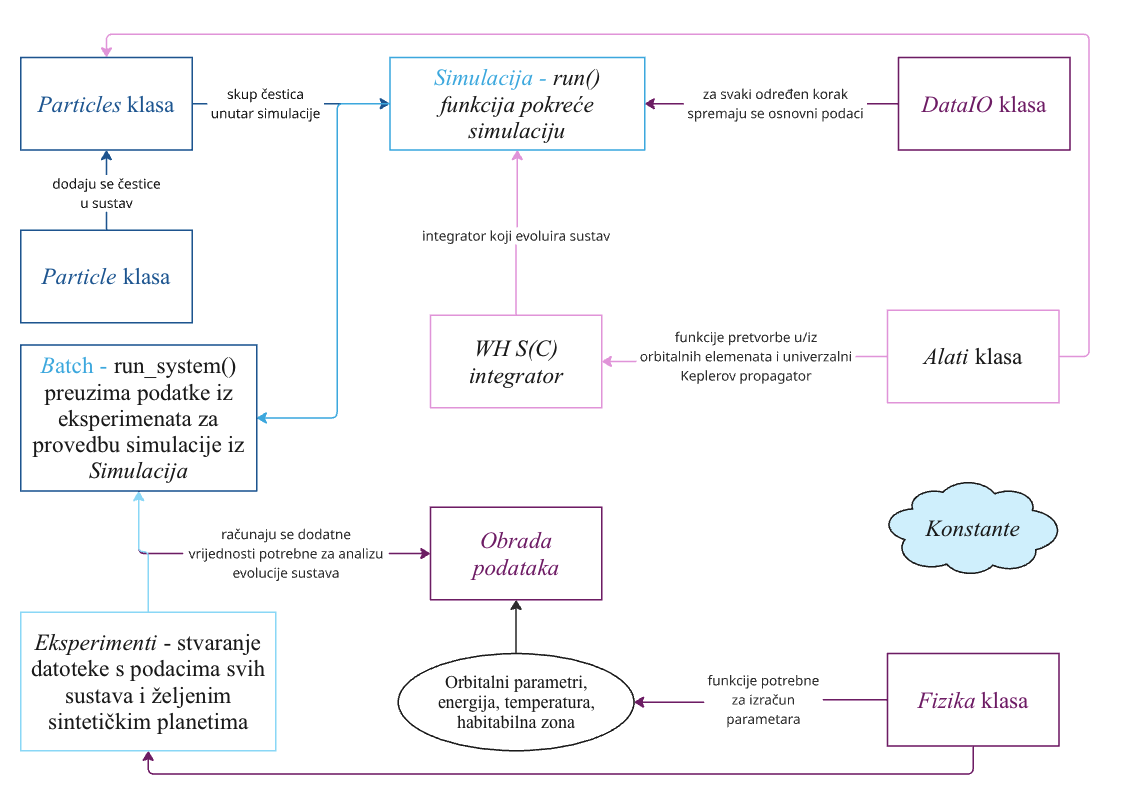 Particles klasa
skup čestica
unutar simulacije
Simulacija - run()
funkcija pokreće
simulaciju
za svaki određen korak
spremaju se osnovni podaci
DataIO klasa
dodaju se čestice
u sustav
Particle klasa
integrator koji evoluira sustav
WH S(C)
integrator
funkcije pretvorbe u/iz
orbitalnih elemenata i univerzalni
Keplerov propagator
Alati klasa
Batch - run_system()
preuzima podatke iz
eksperimenata za
provedbu simulacije iz
Simulacija
računaju se dodatne
vrijednosti potrebne za analizu
evolucije sustava
Obrada
podataka
Konstante
Eksperimenti - stvaranje
datoteke s podacima svih
sustava i željenim
sintetičkim planetima
Orbitalni parametri,
energija, temperatura,
habitabilna zona
funkcije potrebne
za izračun
parametara
Fizika klasa